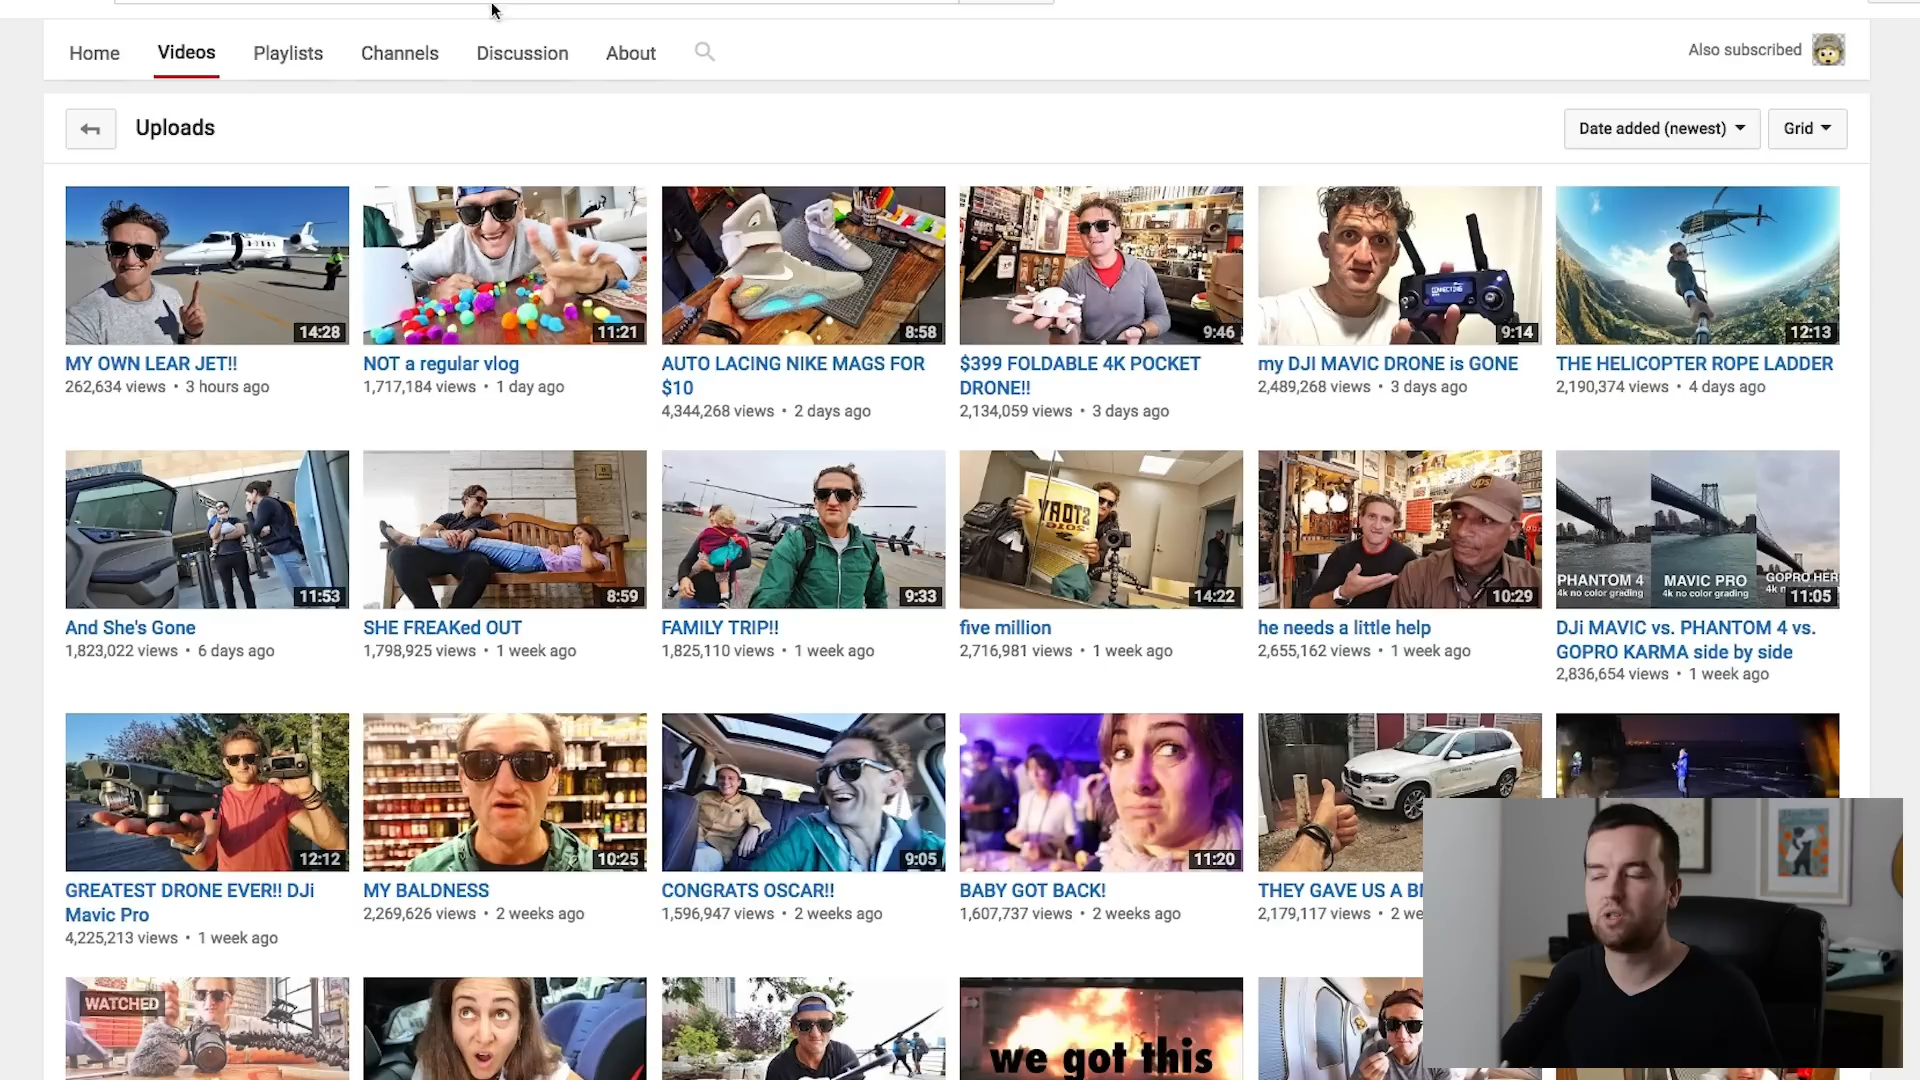 Home Videos Playlists Channels Discussion About
Also subscribed
Uploads
Date added (newest)
Grid
14:28
11:21
8:58
9:46
CONNECTING
9:14
12:13
MY OWN LEAR JET!!
262,634 views • 3 hours ago
NOT a regular vlog
1,717,184 views • 1 day ago
AUTO LACING NIKE MAGS FOR
$10
4,344,268 views • 2 days ago
$399 FOLDABLE 4K POCKET
DRONE!!
2,134,059 views • 3 days ago
my DJI MAVIC DRONE is GONE
2,489,268 views • 3 days ago
THE HELICOPTER ROPE LADDER
2,190,374 views • 4 days ago
11:53
8:59
9:33
STORY
2016
14:22
ups
10:29
PHANTOM 4
4k no color grading
MAVIC PRO
4k no color grading
GOPRO HER
4k n
11:05
And She's Gone
1,823,022 views • 6 days ago
SHE FREAKed OUT
1,798,925 views • 1 week ago
FAMILY TRIP!!
1,825,110 views • 1 week ago
five million
2,716,981 views • 1 week ago
he needs a little help
2,655,162 views • 1 week ago
DJi MAVIC vs. PHANTOM 4 vs.
GOPRO KARMA side by side
2,836,654 views • 1 week ago
12:12
10:25
9:05
11:20
GREATEST DRONE EVER!! DJi
Mavic Pro
4,225,213 views • 1 week ago
MY BALDNESS
2,269,626 views • 2 weeks ago
CONGRATS OSCAR!!
1,596,947 views • 2 weeks ago
BABY GOT BACK!
1,607,737 views • 2 weeks ago
THEY GAVE US A B
2,179,117 views • 2 we
WATCHED
we got this